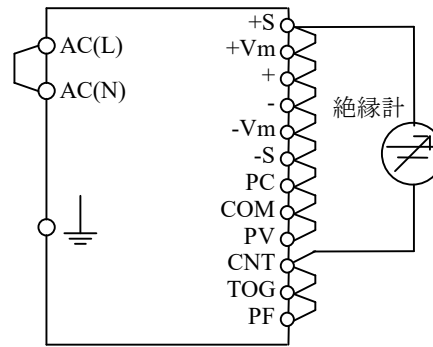 AC(L)
AC(N)
+S
+Vm
+
-
-Vm
-S
PC
COM
PV
CNT
TOG
PF
絶縁計